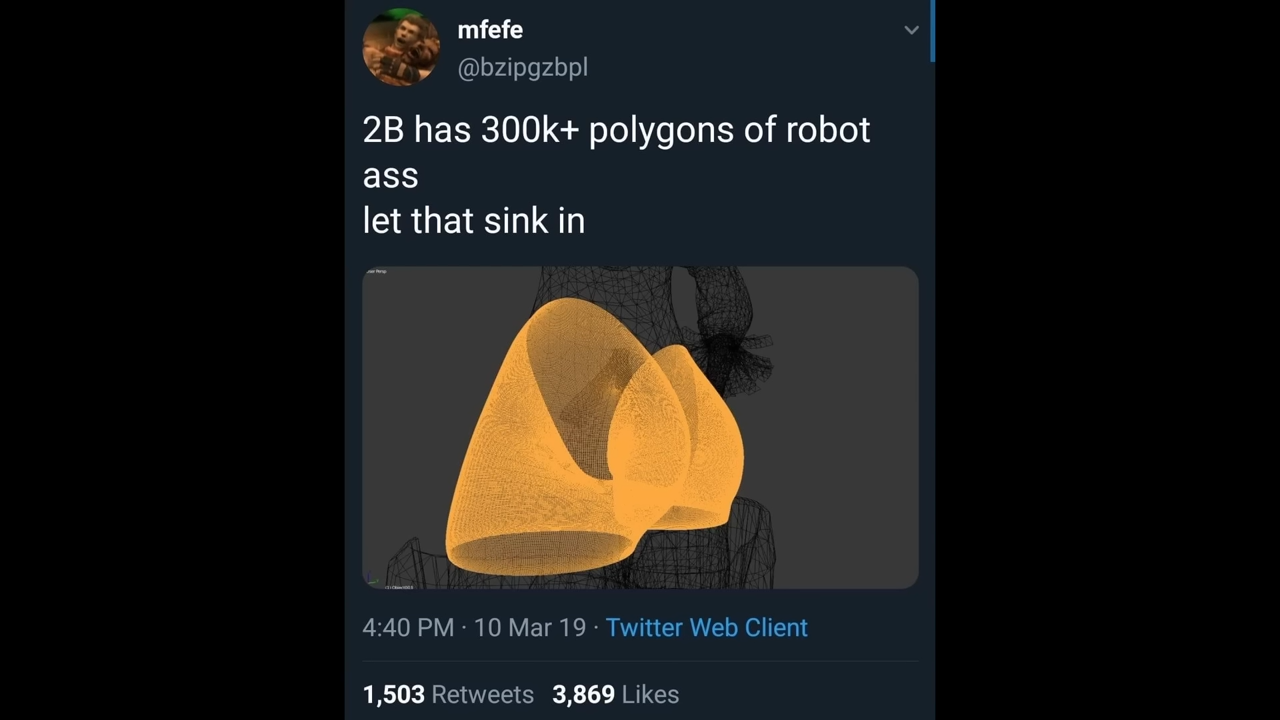 mfefe
@bzipgzbpl
2B has 300k+ polygons of robot
ass
let that sink in
4:40 PM · 10 Mar 19 · Twitter Web Client
1,503 Retweets 3,869 Likes